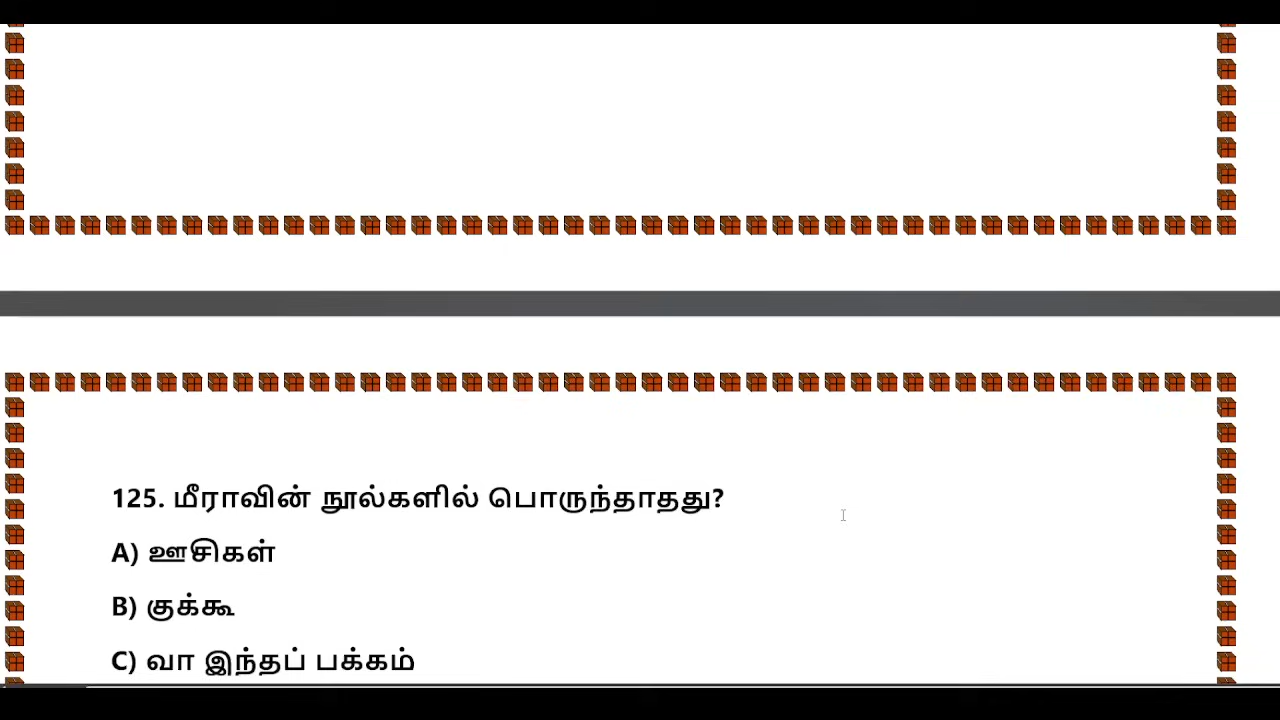 125. மீராவின் நூல்களில் பொருந்தாதது?
A) ஊசிகள்
B) குக்கூ
C) வா இந்தப் பக்கம்